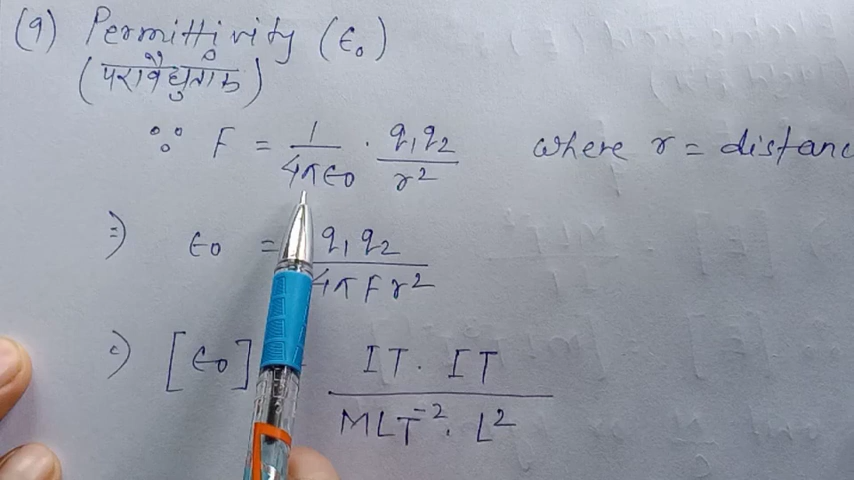 (9) Permittivity (ϵ₀)
(परावैधुतांक)
∵ F = 1/4πϵ₀ . q₁q₂/r² where r = distanc
⇒ ϵ₀ = q₁q₂/4πFr²
[ϵ₀] IT. IT/MLT⁻². L²